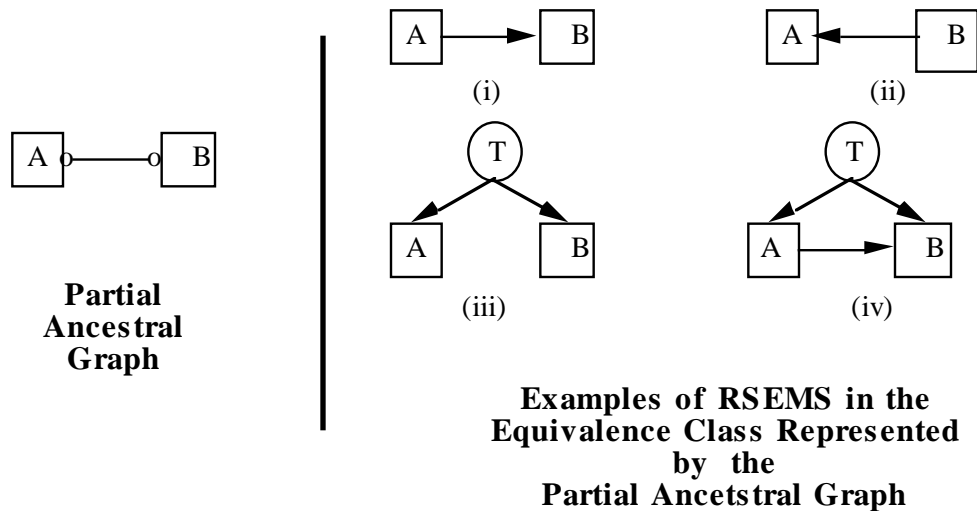 A o o B
Partial
Ancestral
Graph
A B
(i)
A B
(ii)
T
A B
(iii)
T
A B
(iv)
Examples of RSEMS in the
Equivalence Class Represented
by the
Partial Ancetstral Graph